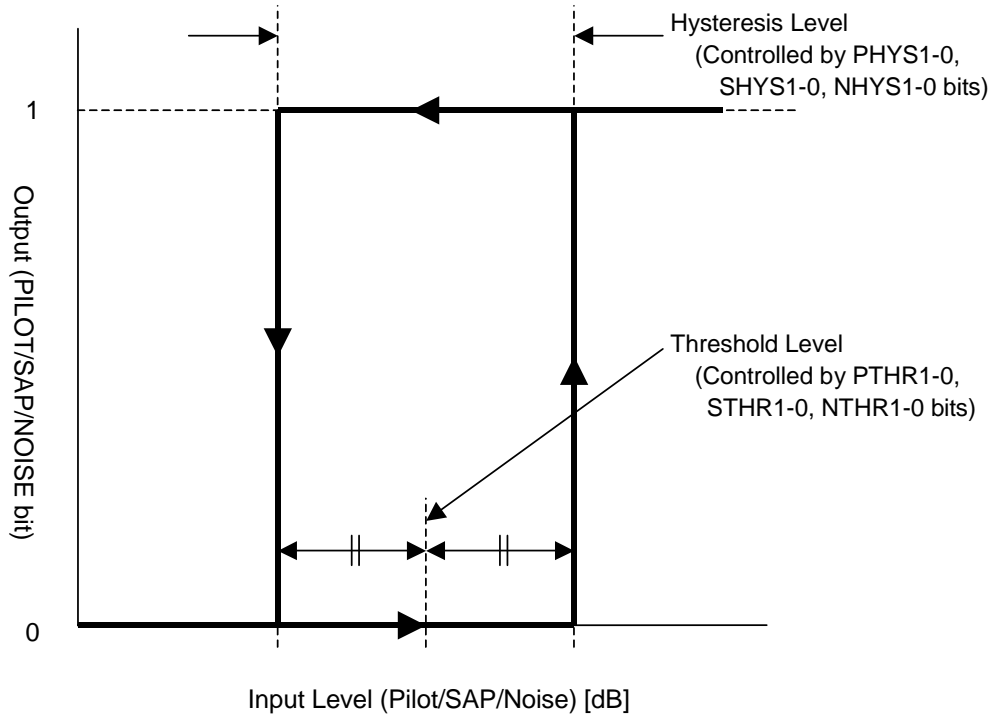 Hysteresis Level
(Controlled by PHYS1-0,
SHYS1-0, NHYS1-0 bits)
1
Output (PILOT/SAP/NOISE bit)
Threshold Level
(Controlled by PTHR1-0,
STHR1-0, NTHR1-0 bits)
0
Input Level (Pilot/SAP/Noise) [dB]